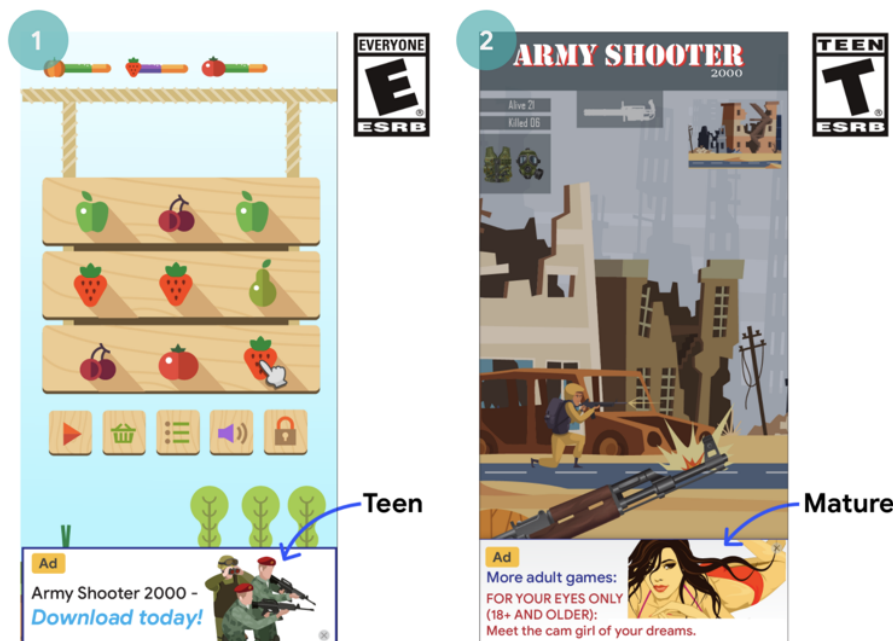 1
EVERYONE
E
®
ESRB
Teen
Ad
Army Shooter 2000 -
Download today!
2
ARMY SHOOTER
2000
TEEN
T
®
ESRB
Alive 21
Killed 06
Mature
Ad
More adult games:
FOR YOUR EYES ONLY
(18+ AND OLDER):
Meet the cam girl of your dreams.